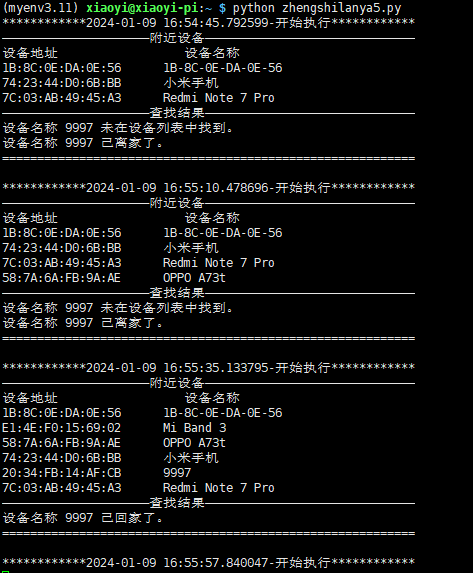 (myenv3.11) xiaoyi@xiaoyi-pi:~ $ python zhengshilanya5.py
************2024-01-09 16:54:45.792599-开始执行************
─────────────────────附近设备──────────────────────────────
设备地址 设备名称
1B:8C:0E:DA:0E:56 1B-8C-0E-DA-0E-56
74:23:44:D0:6B:BB 小米手机
7C:03:AB:49:45:A3 Redmi Note 7 Pro
─────────────────────查找结果──────────────────────────────
设备名称 9997 未在设备列表中找到。
设备名称 9997 已离家了。
===========================================================
************2024-01-09 16:55:10.478696-开始执行************
─────────────────────附近设备──────────────────────────────
设备地址 设备名称
1B:8C:0E:DA:0E:56 1B-8C-0E-DA-0E-56
74:23:44:D0:6B:BB 小米手机
7C:03:AB:49:45:A3 Redmi Note 7 Pro
58:7A:6A:FB:9A:AE OPPO A73t
─────────────────────查找结果──────────────────────────────
设备名称 9997 未在设备列表中找到。
设备名称 9997 已离家了。
===========================================================
************2024-01-09 16:55:35.133795-开始执行************
─────────────────────附近设备──────────────────────────────
设备地址 设备名称
1B:8C:0E:DA:0E:56 1B-8C-0E-DA-0E-56
E1:4E:F0:15:69:02 Mi Band 3
58:7A:6A:FB:9A:AE OPPO A73t
74:23:44:D0:6B:BB 小米手机
20:34:FB:14:AF:CB 9997
7C:03:AB:49:45:A3 Redmi Note 7 Pro
─────────────────────查找结果──────────────────────────────
设备名称 9997 已回家了。
===========================================================
************2024-01-09 16:55:57.840047-开始执行************